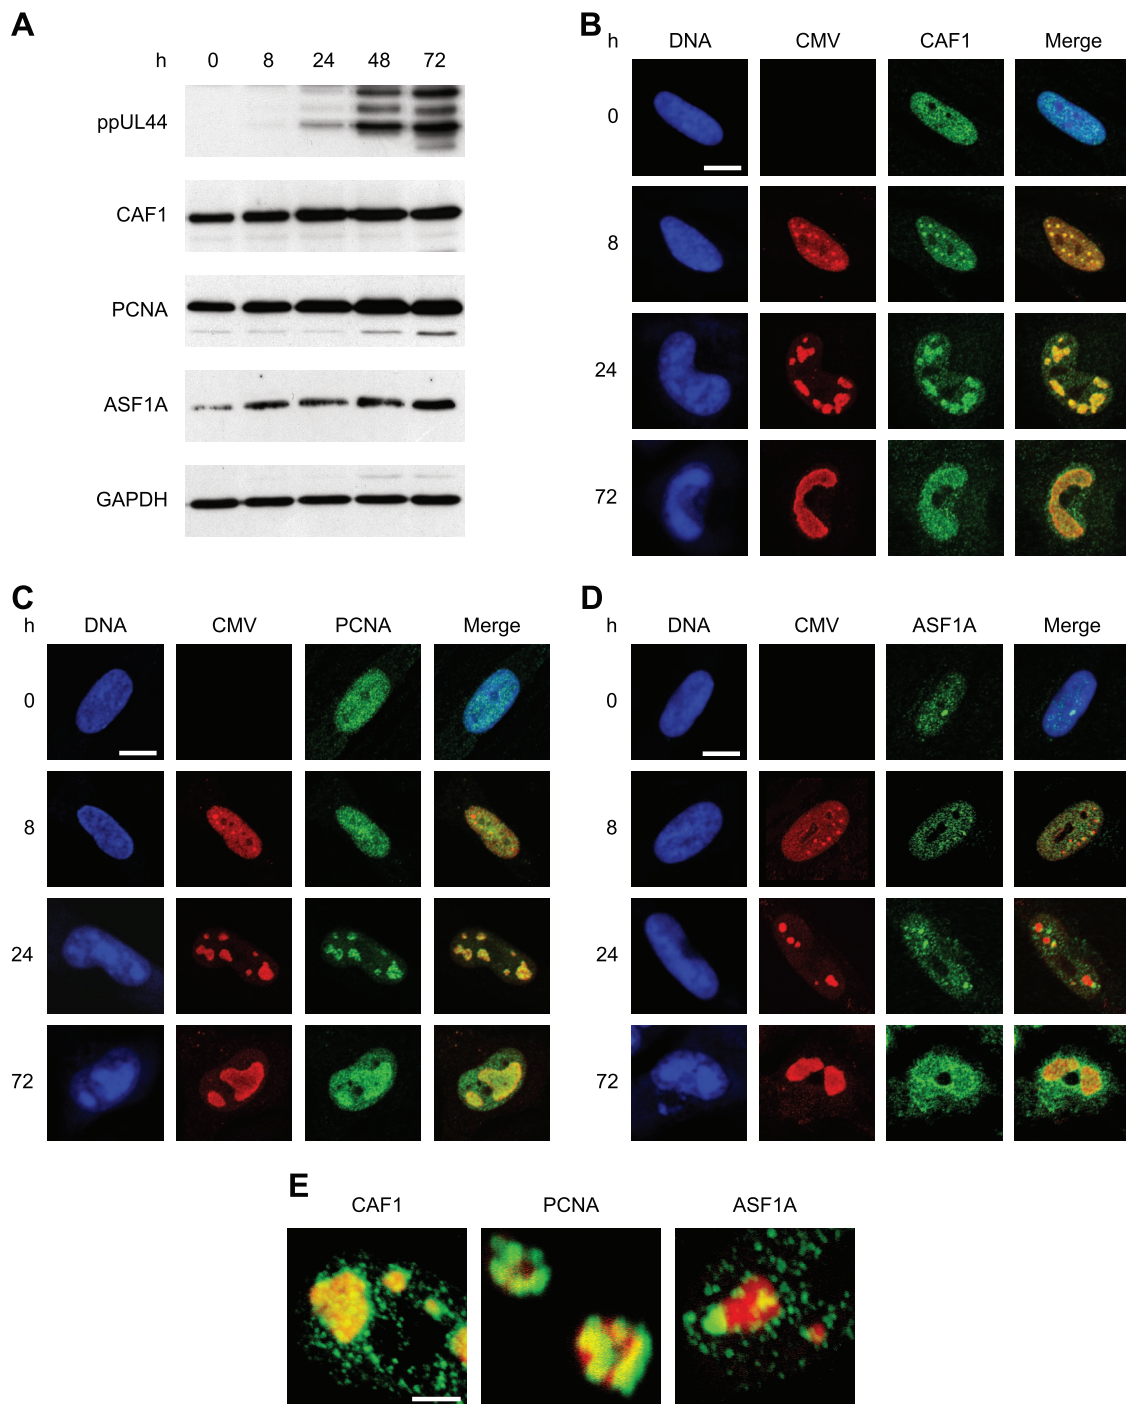 A
h 0 8 24 48 72
ppUL44
CAF1
PCNA
ASF1A
GAPDH
B
h DNA CMV CAF1 Merge
0
8
24
72
C
h DNA CMV PCNA Merge
0
8
24
72
D
h DNA CMV ASF1A Merge
0
8
24
72
E
CAF1 PCNA ASF1A